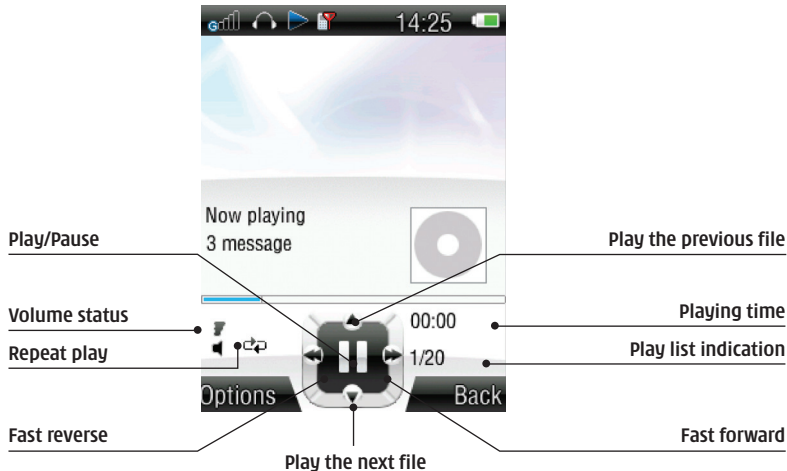 G 14:25
Now playing
3 message
Play/Pause
Play the previous file
Volume status
00:00
Playing time
Repeat play
1/20
Play list indication
Options
Back
Fast reverse
Fast forward
Play the next file